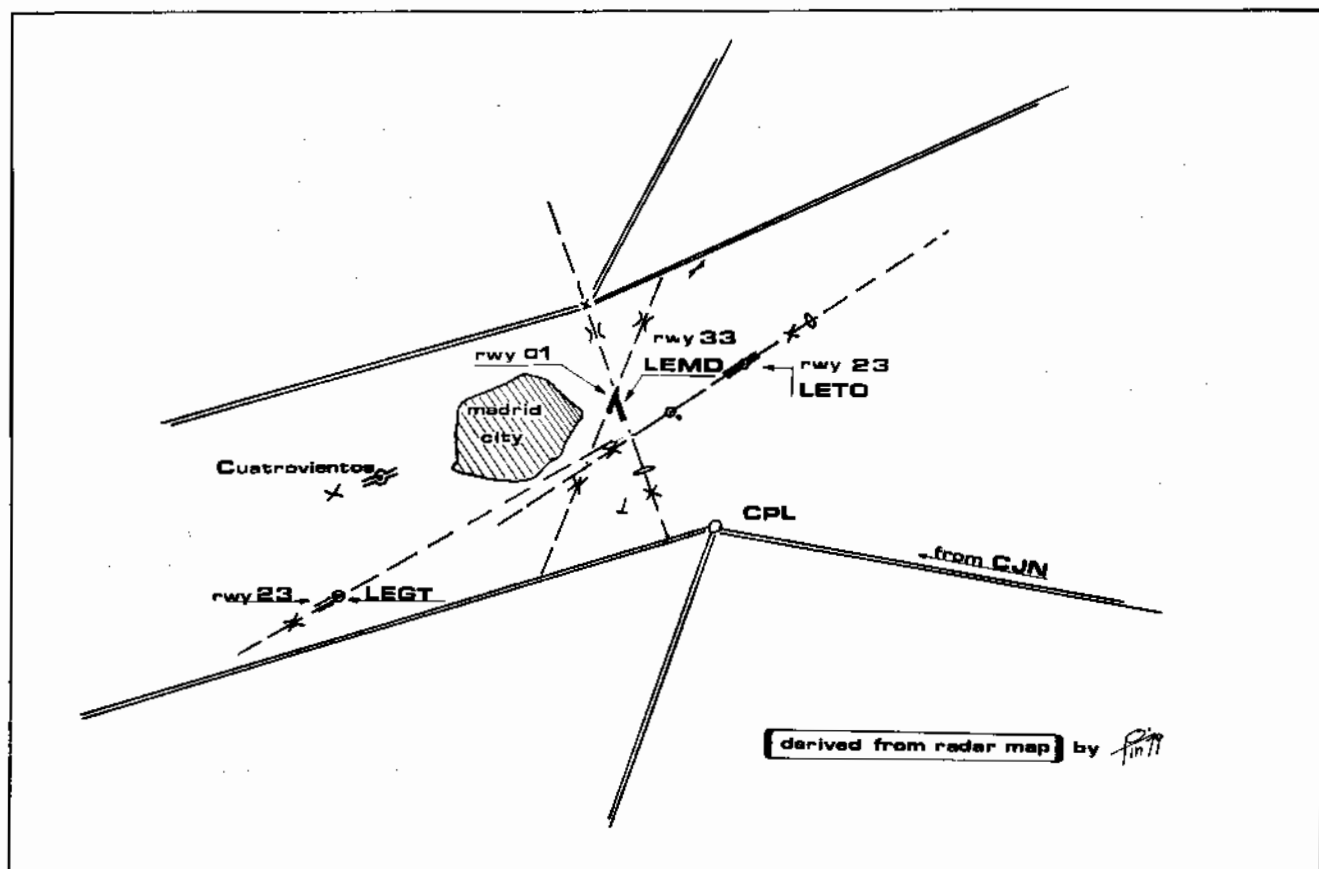 rwy 33
rwy 01
LEMD
rwy 23
LETO
madrid
city
Cuatrovientos
CPL
from CJN
rwy 23
LEGT
derived from radar map by